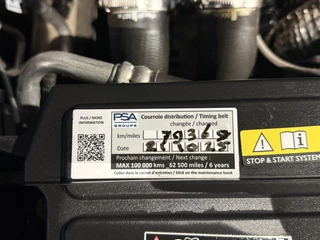 PLUS / MORE
INFORMATION
PSA
GROUPE
Courroie distribution / Timing belt
changée / changed
km/miles 79369
Date 21 10 25
Prochain changement / Next change :
MAX 100 000 kms 62 500 miles / 6 years
Coller dans le carnet d'entretien / Stick on the maintenance book
STOP & START SYSTEM